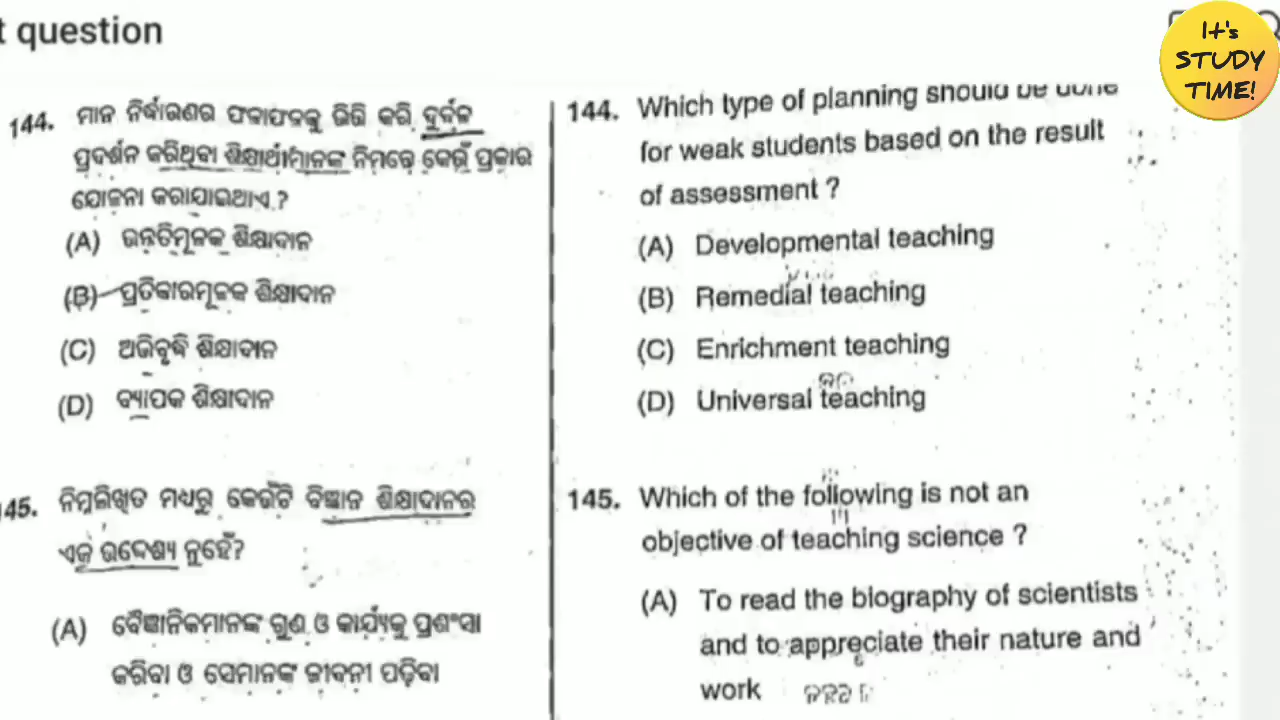 t question
It's
STUDY
TIME!
144. ମାନ ନିର୍ଦ୍ଧାରଣର ଫଳାଫଳକୁ ଭିତ୍ତି କରି ଦୁର୍ବଳ
ପ୍ରଦର୍ଶନ କରିଥିବା ଶିକ୍ଷାର୍ଥୀମାନଙ୍କ ନିମନ୍ତେ କେଉଁ ପ୍ରକାର
ଯୋଜନା କରାଯାଇଥାଏ ?
(A) ଉନ୍ନତିମୂଳକ ଶିକ୍ଷାଦାନ
(B) ପ୍ରତିକାରମୂଳକ ଶିକ୍ଷାଦାନ
(C) ଅଭିବୃଦ୍ଧି ଶିକ୍ଷାଦାନ
(D) ବ୍ୟାପକ ଶିକ୍ଷାଦାନ
145. ନିମ୍ନଲିଖିତ ମଧ୍ୟରୁ କେଉଁଟି ବିଜ୍ଞାନ ଶିକ୍ଷାଦାନର
ଏକ ଉଦ୍ଦେଶ୍ୟ ନୁହେଁ?
(A) ବୈଜ୍ଞାନିକମାନଙ୍କ ଗୁଣ ଓ କାର୍ଯ୍ୟକୁ ପ୍ରଶଂସା
କରିବା ଓ ସେମାନଙ୍କ ଜୀବନୀ ପଢ଼ିବା
144. Which type of planning should be done
for weak students based on the result
of assessment ?
(A) Developmental teaching
(B) Remedial teaching
(C) Enrichment teaching
(D) Universal teaching
145. Which of the following is not an
objective of teaching science ?
(A) To read the biography of scientists
and to appreciate their nature and
work